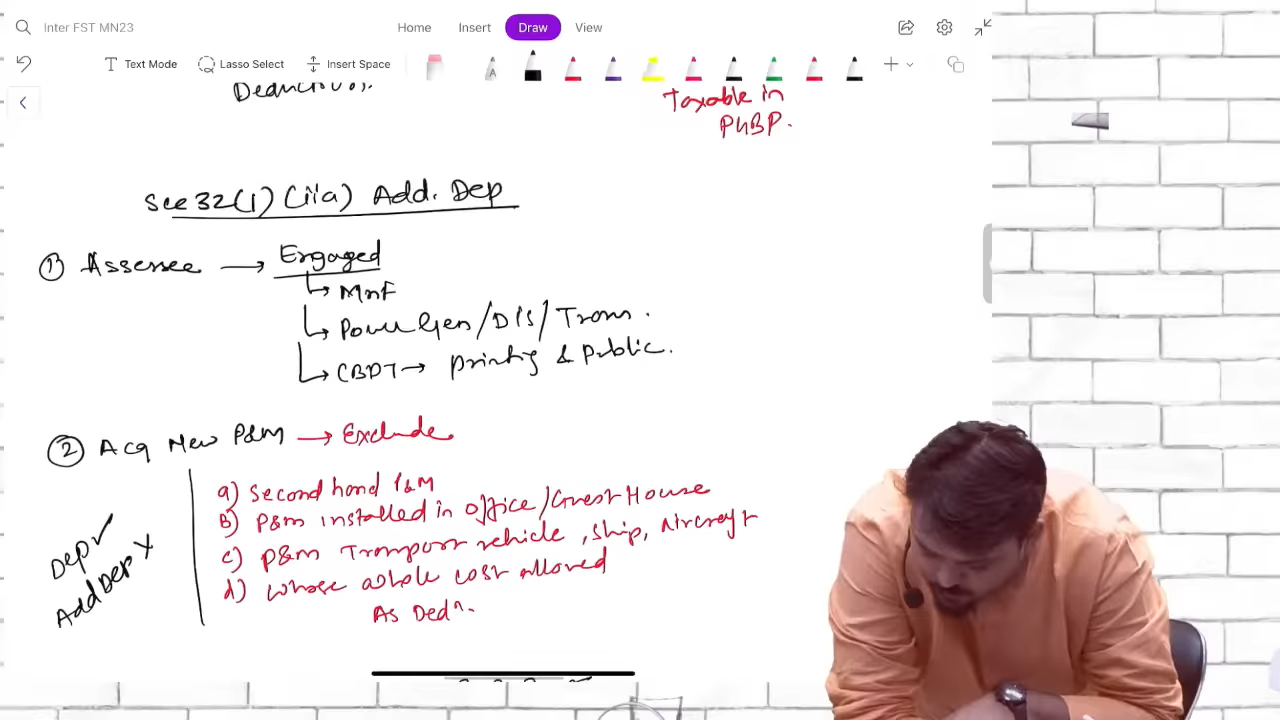 Inter FST MN23
Home Insert Draw View
Text Mode Lasso Select Insert Space
Taxable in
PGBP.
Sec 32(1)(iia) Add. Dep
① Assessee → Engaged
↳ Mnf
↳ Power Gen/Dis/Trans.
↳ CBDT → Printing & Public.
② Acq New P&M → Exclude
a) Second hand P&M
B) P&M installed in office/Guest House
c) P&M Transport vehicle, Ship, Aircraft
d) whose whole cost allowed
As Dedn.
Dep ✓
Add Dep X